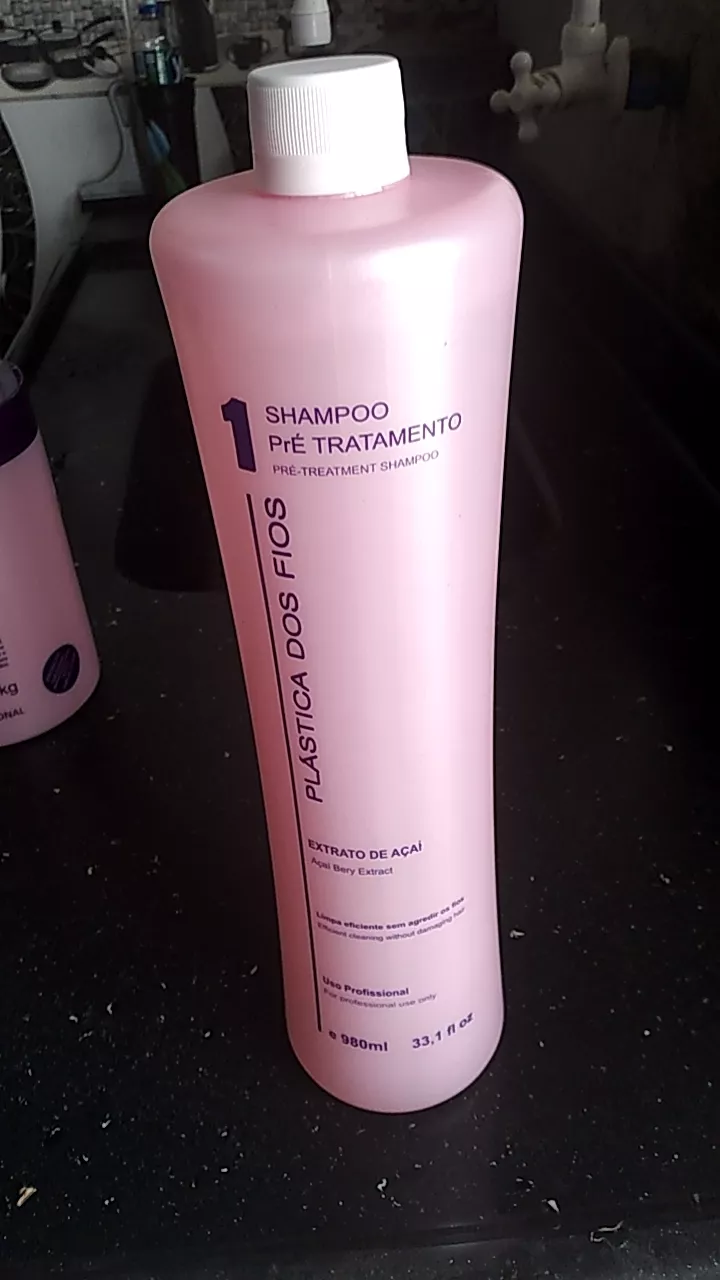 1
SHAMPOO
PrÉ TRATAMENTO
PRÉ-TREATMENT SHAMPOO
PLÁSTICA DOS FIOS
EXTRATO DE AÇAÍ
Açaí Bery Extract
Limpa eficiente sem agredir os fios
Efficient cleaning without damaging hair
Uso Profissional
For professional use only
e 980ml 33,1 fl oz
kg
ONAL